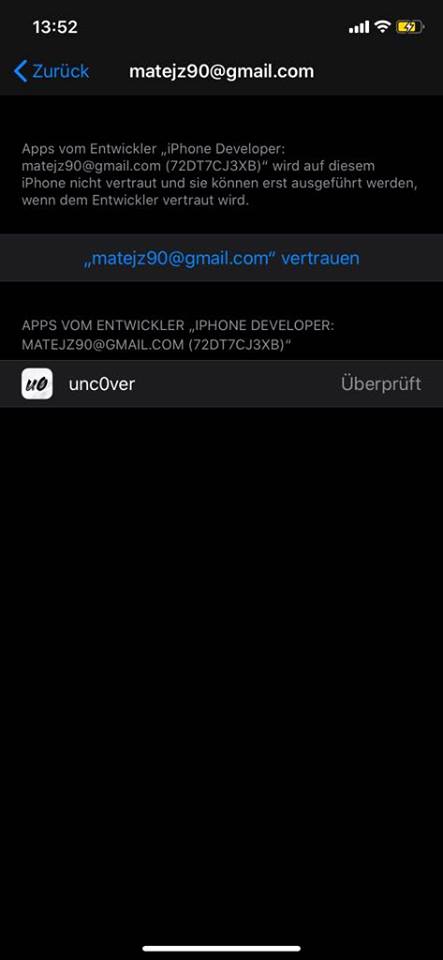 13:52
Zurück
matejz90@gmail.com
Apps vom Entwickler „iPhone Developer:
matejz90@gmail.com (72DT7CJ3XB)“ wird auf diesem
iPhone nicht vertraut und sie können erst ausgeführt werden,
wenn dem Entwickler vertraut wird.
„matejz90@gmail.com“ vertrauen
APPS VOM ENTWICKLER „IPHONE DEVELOPER:
MATEJZ90@GMAIL.COM (72DT7CJ3XB)“
u0
unc0ver
Überprüft